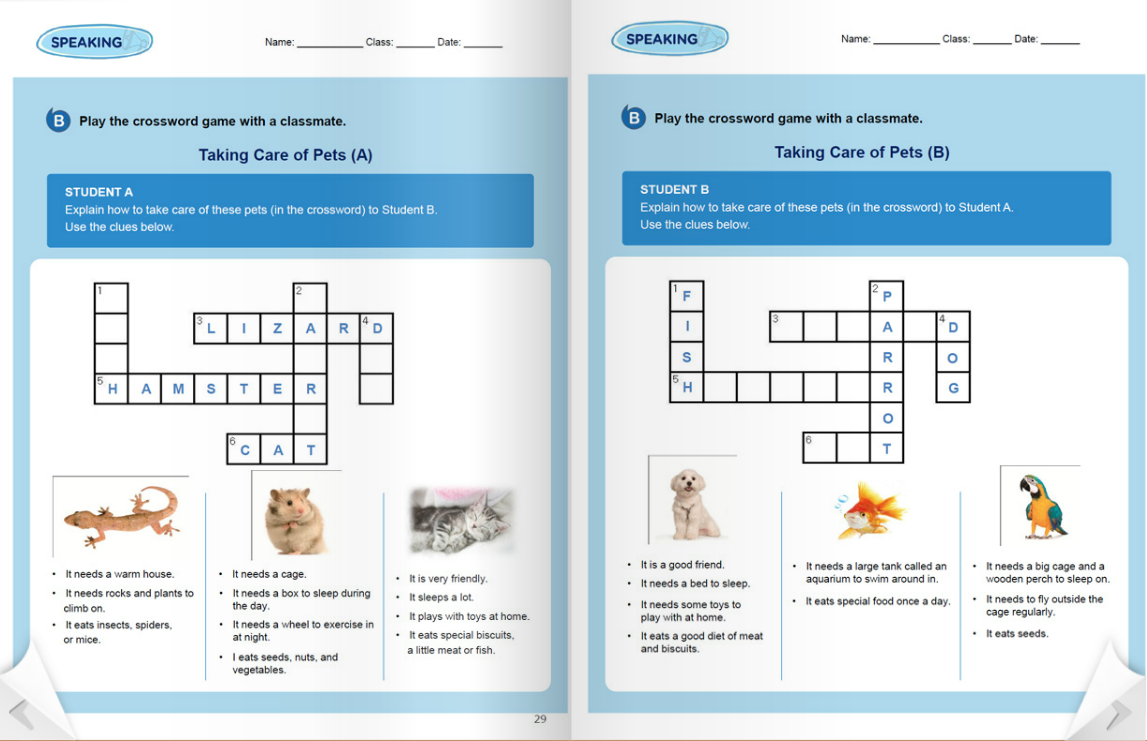 SPEAKING
Name: ___________ Class: ______ Date: ______
B Play the crossword game with a classmate.
Taking Care of Pets (A)
STUDENT A
Explain how to take care of these pets (in the crossword) to Student B.
Use the clues below.
1
2
3 L I Z A R 4 D
5 H A M S T E R
6 C A T
• It needs a warm house.
• It needs rocks and plants to
climb on.
• It eats insects, spiders,
or mice.
• It needs a cage.
• It needs a box to sleep during
the day.
• It needs a wheel to exercise in
at night.
• I eats seeds, nuts, and
vegetables.
• It is very friendly.
• It sleeps a lot.
• It plays with toys at home.
• It eats special biscuits,
a little meat or fish.
29
SPEAKING
Name: ___________ Class: ______ Date: ______
B Play the crossword game with a classmate.
Taking Care of Pets (B)
STUDENT B
Explain how to take care of these pets (in the crossword) to Student A.
Use the clues below.
1 F 2 P
I 3 A 4 D
S R O
5 H R G
O
6 T
• It is a good friend.
• It needs a bed to sleep.
• It needs some toys to
play with at home.
• It eats a good diet of meat
and biscuits.
• It needs a large tank called an
aquarium to swim around in.
• It eats special food once a day.
• It needs a big cage and a
wooden perch to sleep on.
• It needs to fly outside the
cage regularly.
• It eats seeds.